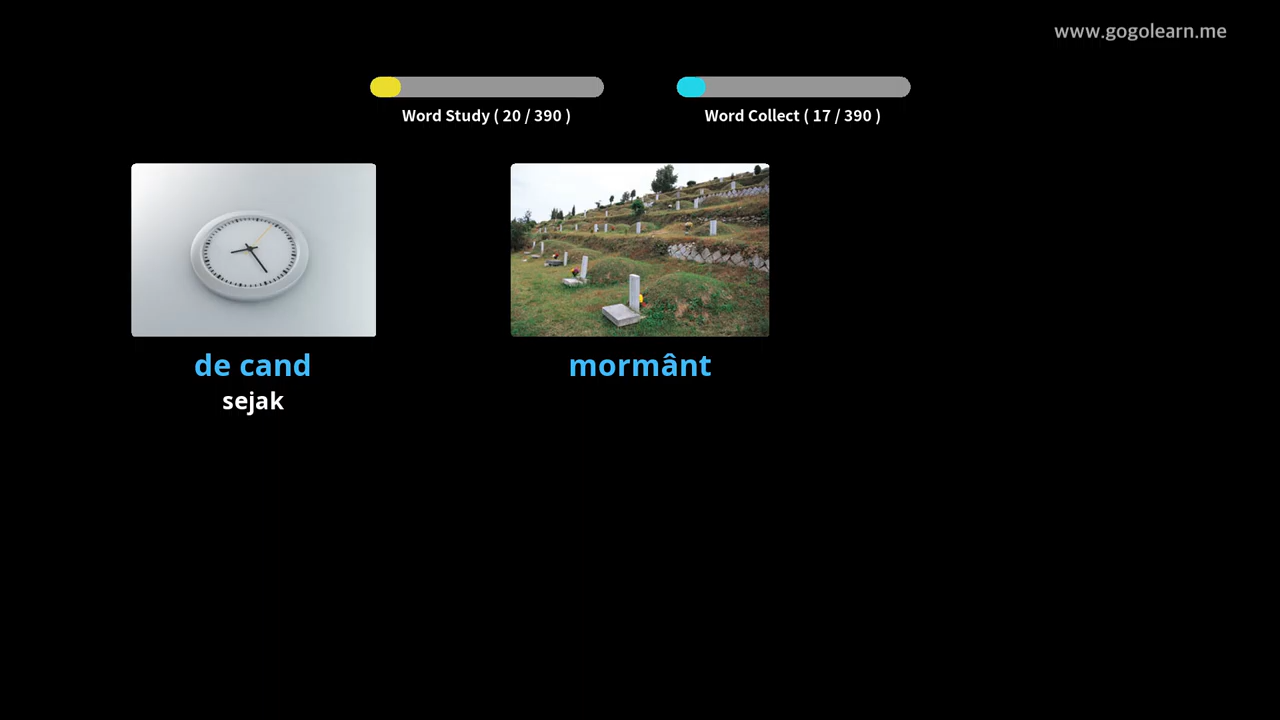 www.gogolearn.me
Word Study ( 20 / 390 )
Word Collect ( 17 / 390 )
de cand
sejak
mormânt